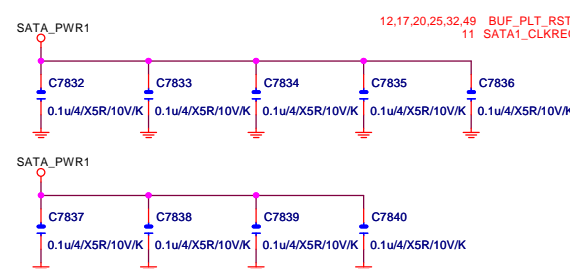 12,17,20,25,32,49 BUF_PLT_RST
11 SATA1_CLKREQ
SATA_PWR1
C7832 C7833 C7834 C7835 C7836
0.1u/4/X5R/10V/K 0.1u/4/X5R/10V/K 0.1u/4/X5R/10V/K 0.1u/4/X5R/10V/K 0.1u/4/X5R/10V/K
SATA_PWR1
C7837 C7838 C7839 C7840
0.1u/4/X5R/10V/K 0.1u/4/X5R/10V/K 0.1u/4/X5R/10V/K 0.1u/4/X5R/10V/K